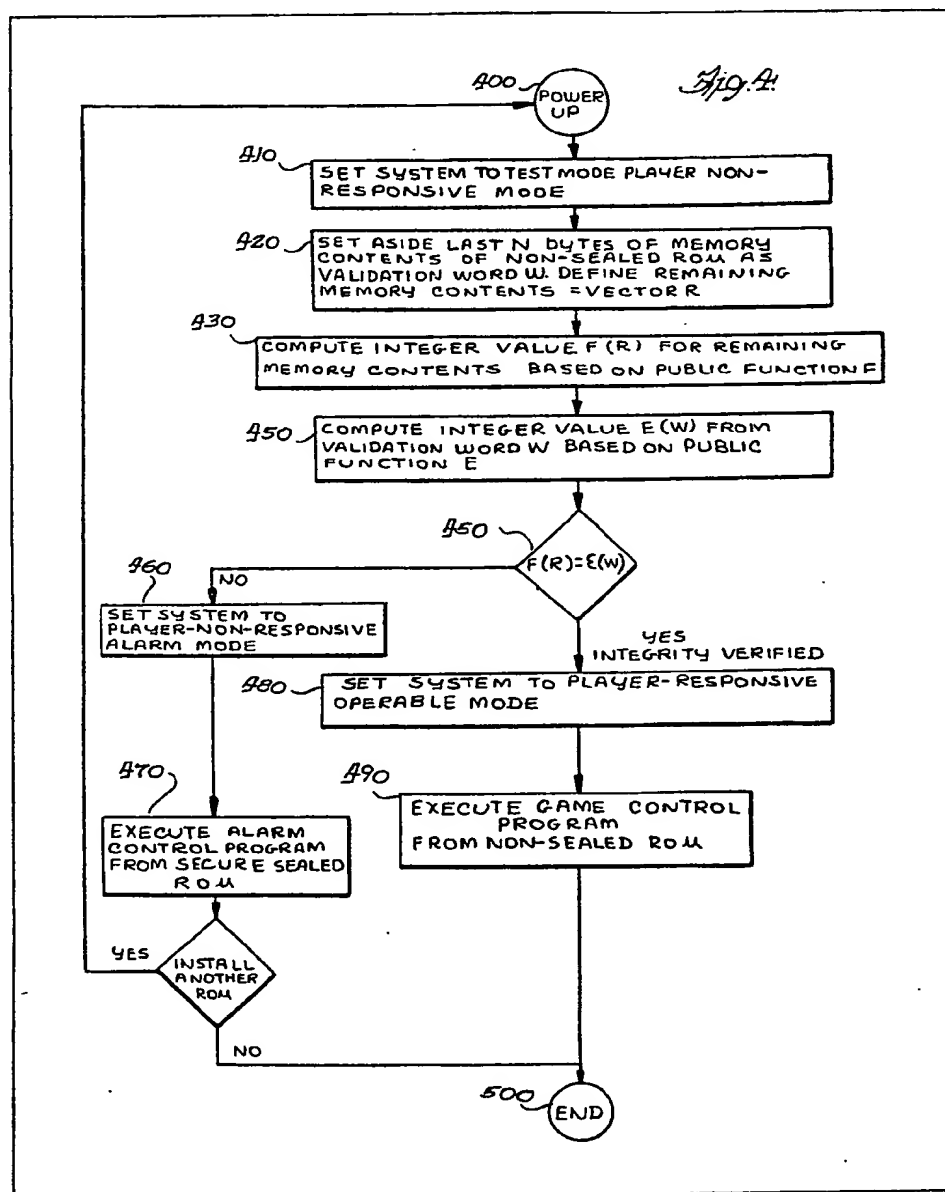 Fig. 4.
400
POWER
UP
410
SET SYSTEM TO TEST MODE PLAYER NON-
RESPONSIVE MODE
420
SET ASIDE LAST N BYTES OF MEMORY
CONTENTS OF NON-SEALED ROM AS
VALIDATION WORD W. DEFINE REMAINING
MEMORY CONTENTS =VECTOR R
430
COMPUTE INTEGER VALUE F(R) FOR REMAINING
MEMORY CONTENTS BASED ON PUBLIC FUNCTION F
450
COMPUTE INTEGER VALUE E(W) FROM
VALIDATION WORD W BASED ON PUBLIC
FUNCTION E
450
F(R)=E(W)
NO
YES
INTEGRITY VERIFIED
460
SET SYSTEM TO
PLAYER-NON-RESPONSIVE
ALARM MODE
480
SET SYSTEM TO PLAYER-RESPONSIVE
OPERABLE MODE
470
EXECUTE ALARM
CONTROL PROGRAM
FROM SECURE SEALED
ROM
490
EXECUTE GAME CONTROL
PROGRAM
FROM NON-SEALED ROM
YES
INSTALL
ANOTHER
ROM
NO
500
END